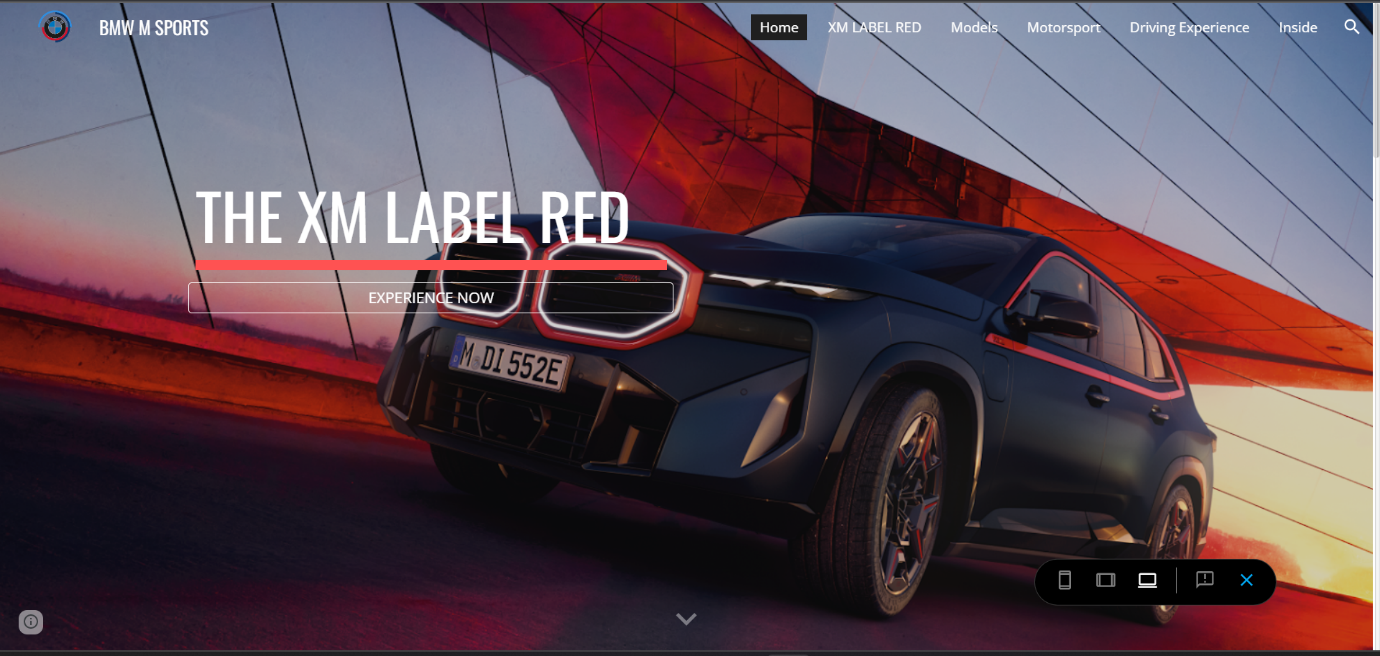 BMW M SPORTS
Home XM LABEL RED Models Motorsport Driving Experience Inside
THE XM LABEL RED
EXPERIENCE NOW
M DI 552E